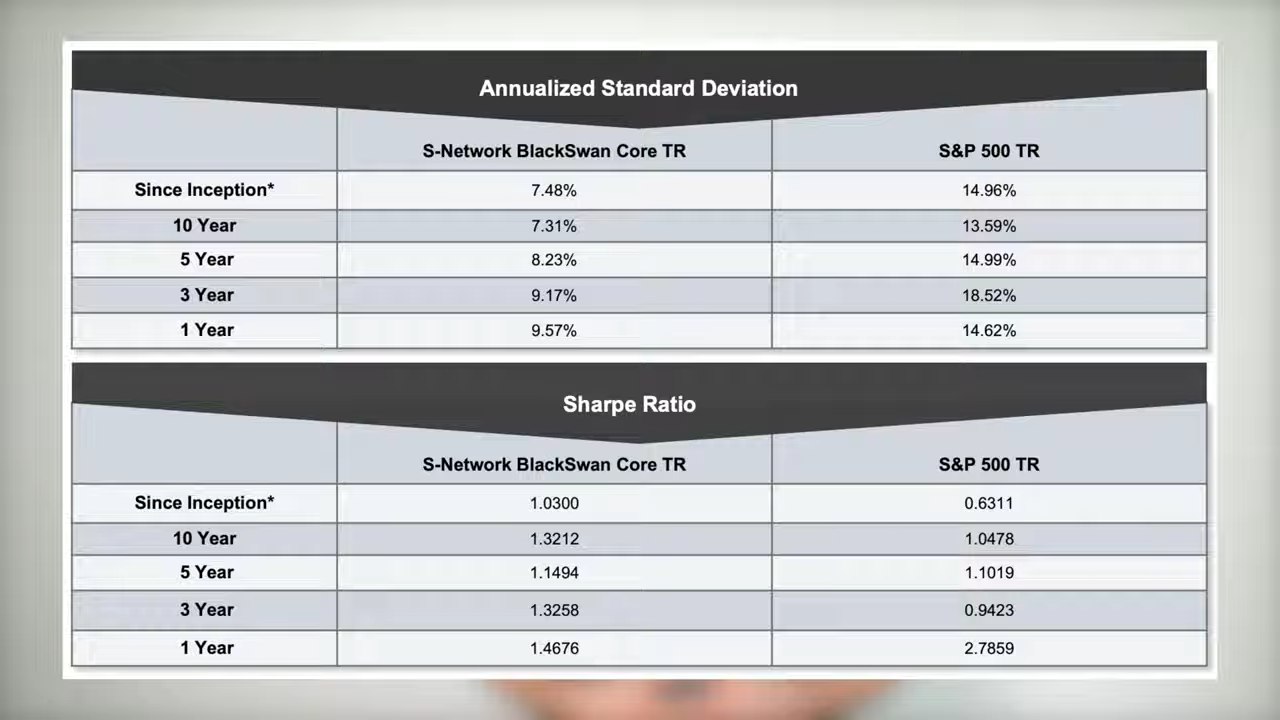 Annualized Standard Deviation
S-Network BlackSwan Core TR S&P 500 TR
Since Inception* 7.48% 14.96%
10 Year 7.31% 13.59%
5 Year 8.23% 14.99%
3 Year 9.17% 18.52%
1 Year 9.57% 14.62%
Sharpe Ratio
S-Network BlackSwan Core TR S&P 500 TR
Since Inception* 1.0300 0.6311
10 Year 1.3212 1.0478
5 Year 1.1494 1.1019
3 Year 1.3258 0.9423
1 Year 1.4676 2.7859